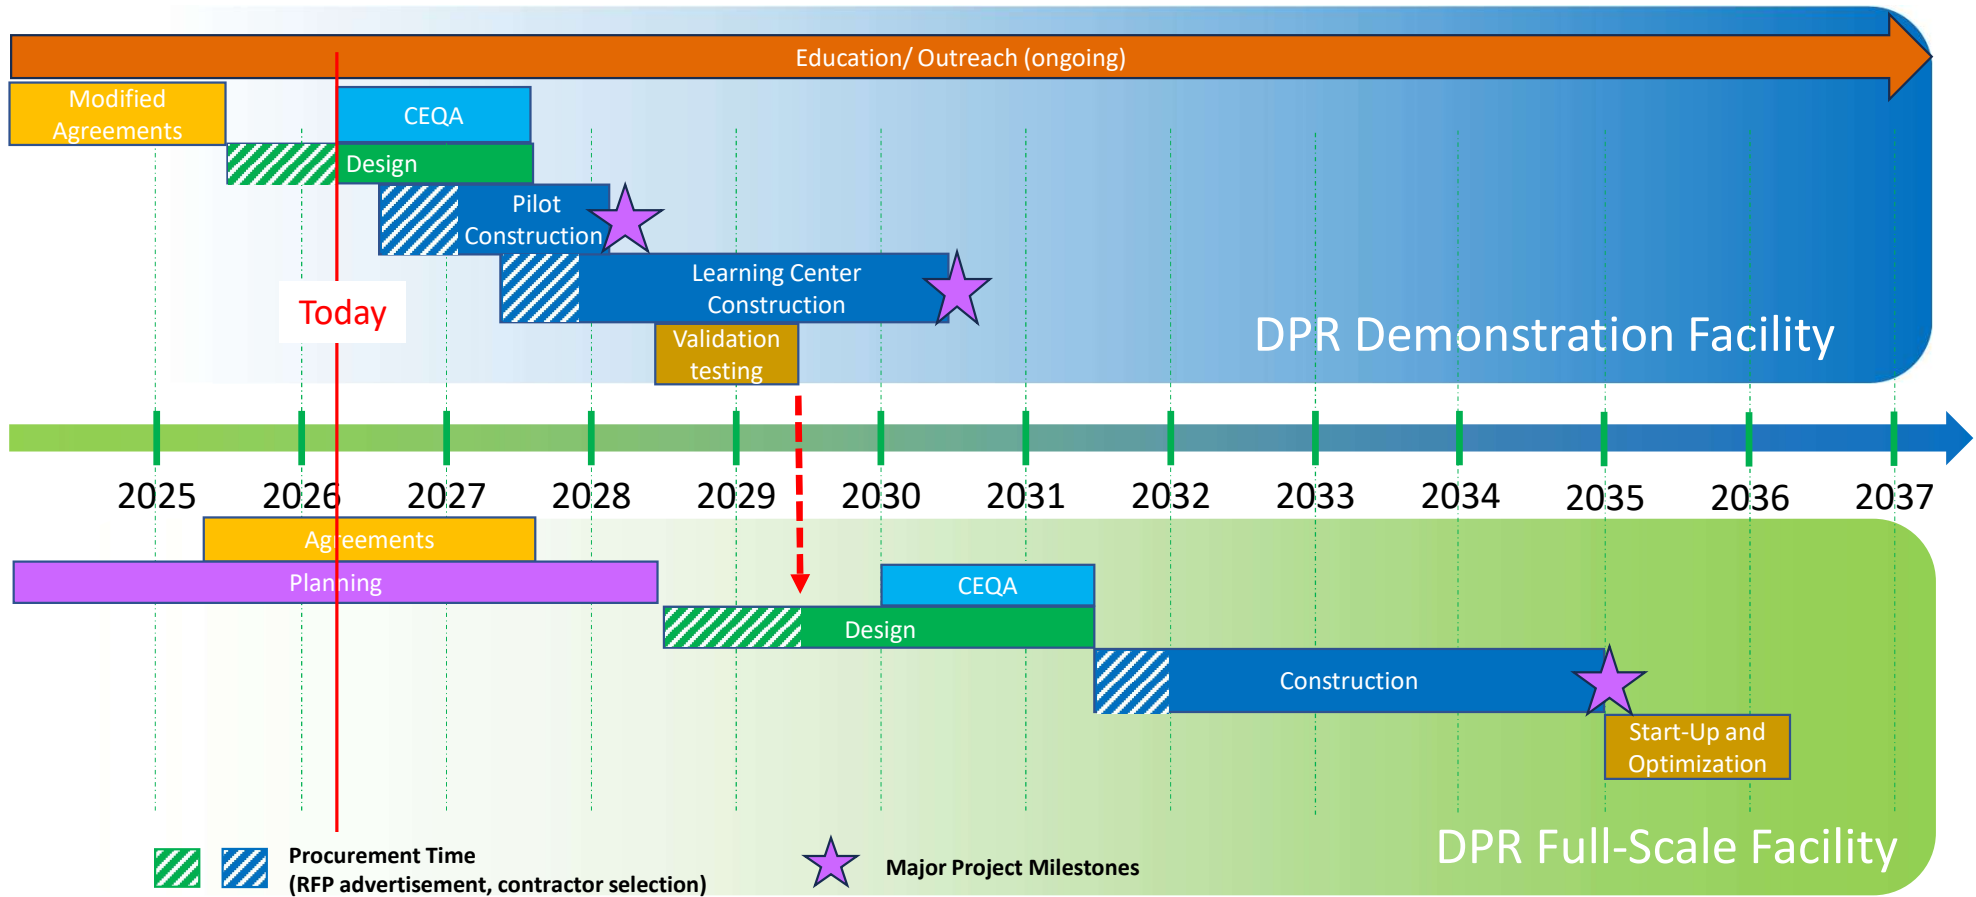 Education/ Outreach (ongoing)
Modified
Agreements
CEQA
Design
Pilot
Construction
Learning Center
Construction
Today
Validation
testing
DPR Demonstration Facility
2025 2026 2027 2028 2029 2030 2031 2032 2033 2034 2035 2036 2037
Agreements
Planning
CEQA
Design
Construction
Start-Up and
Optimization
DPR Full-Scale Facility
Procurement Time
(RFP advertisement, contractor selection)
Major Project Milestones